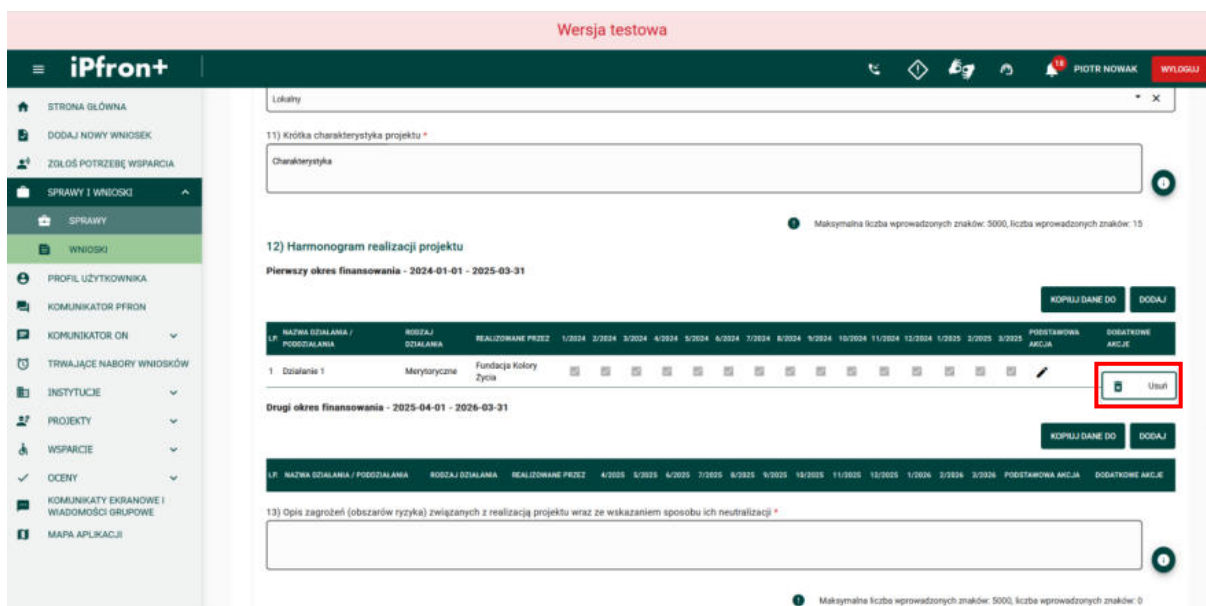 Wersja testowa
iPfron+
18
PIOTR NOWAK
WYLOGUJ
STRONA GŁÓWNA
DODAJ NOWY WNIOSEK
ZGŁOŚ POTRZEBĘ WSPARCIA
SPRAWY I WNIOSKI
SPRAWY
WNIOSKI
PROFIL UŻYTKOWNIKA
KOMUNIKATOR PFRON
KOMUNIKATOR ON
TRWAJĄCE NABORY WNIOSKÓW
INSTYTUCJE
PROJEKTY
WSPARCIE
OCENY
KOMUNIKATY EKRANOWE I
WIADOMOŚCI GRUPOWE
MAPA APLIKACJI
Lokalny
11) Krótka charakterystyka projektu *
Charakterystyka
Maksymalna liczba wprowadzonych znaków: 5000, liczba wprowadzonych znaków: 15
12) Harmonogram realizacji projektu
Pierwszy okres finansowania - 2024-01-01 - 2025-03-31
KOPIUJ DANE DO DODAJ
LP. NAZWA DZIAŁANIA / PODDZIAŁANIA RODZAJ DZIAŁANIA REALIZOWANE PRZEZ 1/2024 2/2024 3/2024 4/2024 5/2024 6/2024 7/2024 8/2024 9/2024 10/2024 11/2024 12/2024 1/2025 2/2025 3/2025 PODSTAWOWA AKCJA DODATKOWE AKCJE
1 Działanie 1 Merytoryczne Fundacja Kolory Życia
Usuń
Drugi okres finansowania - 2025-04-01 - 2026-03-31
KOPIUJ DANE DO DODAJ
LP. NAZWA DZIAŁANIA / PODDZIAŁANIA RODZAJ DZIAŁANIA REALIZOWANE PRZEZ 4/2025 5/2025 6/2025 7/2025 8/2025 9/2025 10/2025 11/2025 12/2025 1/2026 2/2026 3/2026 PODSTAWOWA AKCJA DODATKOWE AKCJE
13) Opis zagrożeń (obszarów ryzyka) związanych z realizacją projektu wraz ze wskazaniem sposobu ich neutralizacji *
Maksymalna liczba wprowadzonych znaków: 5000, liczba wprowadzonych znaków: 0